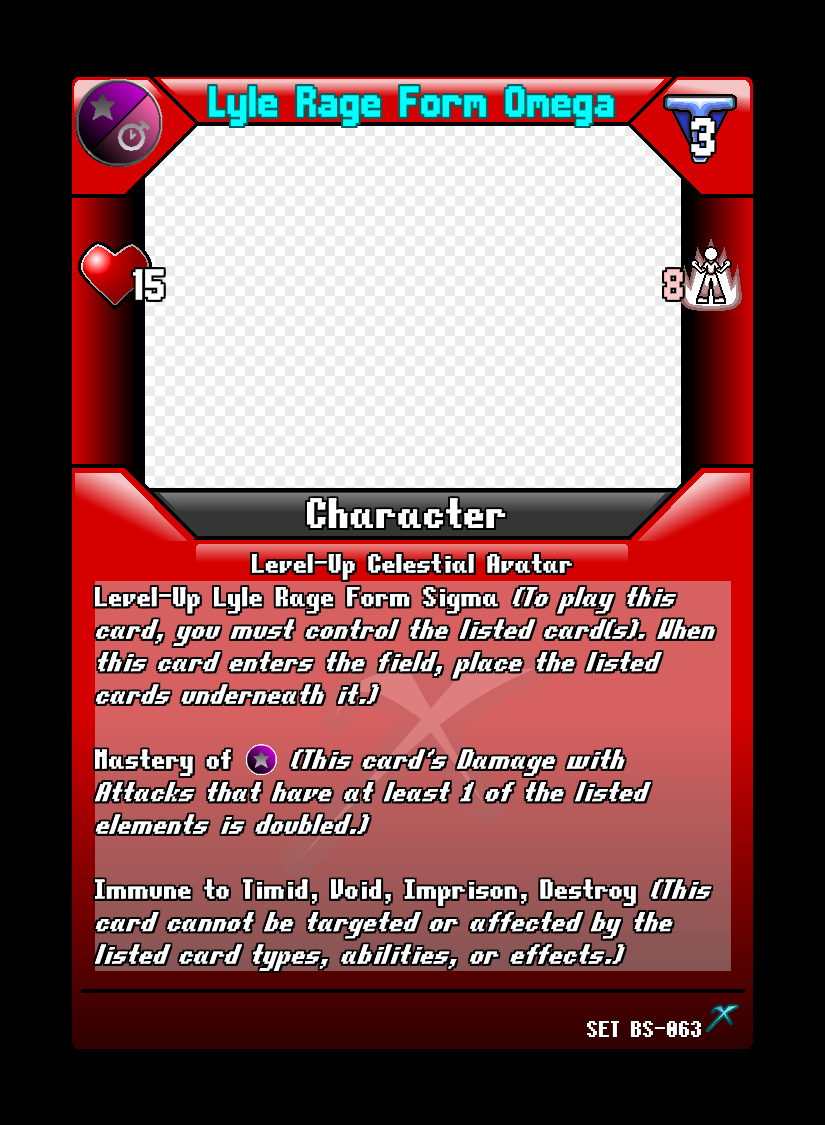 Lyle Rage Form Omega
3
15
8
Character
Level-Up Celestial Avatar
Level-Up Lyle Rage Form Sigma (To play this
card, you must control the listed card(s). When
this card enters the field, place the listed
cards underneath it.)
Mastery of (This card's Damage with
Attacks that have at least 1 of the listed
elements is doubled.)
Immune to Timid, Void, Imprison, Destroy (This
card cannot be targeted or affected by the
listed card types, abilities, or effects.)
SET BS-063